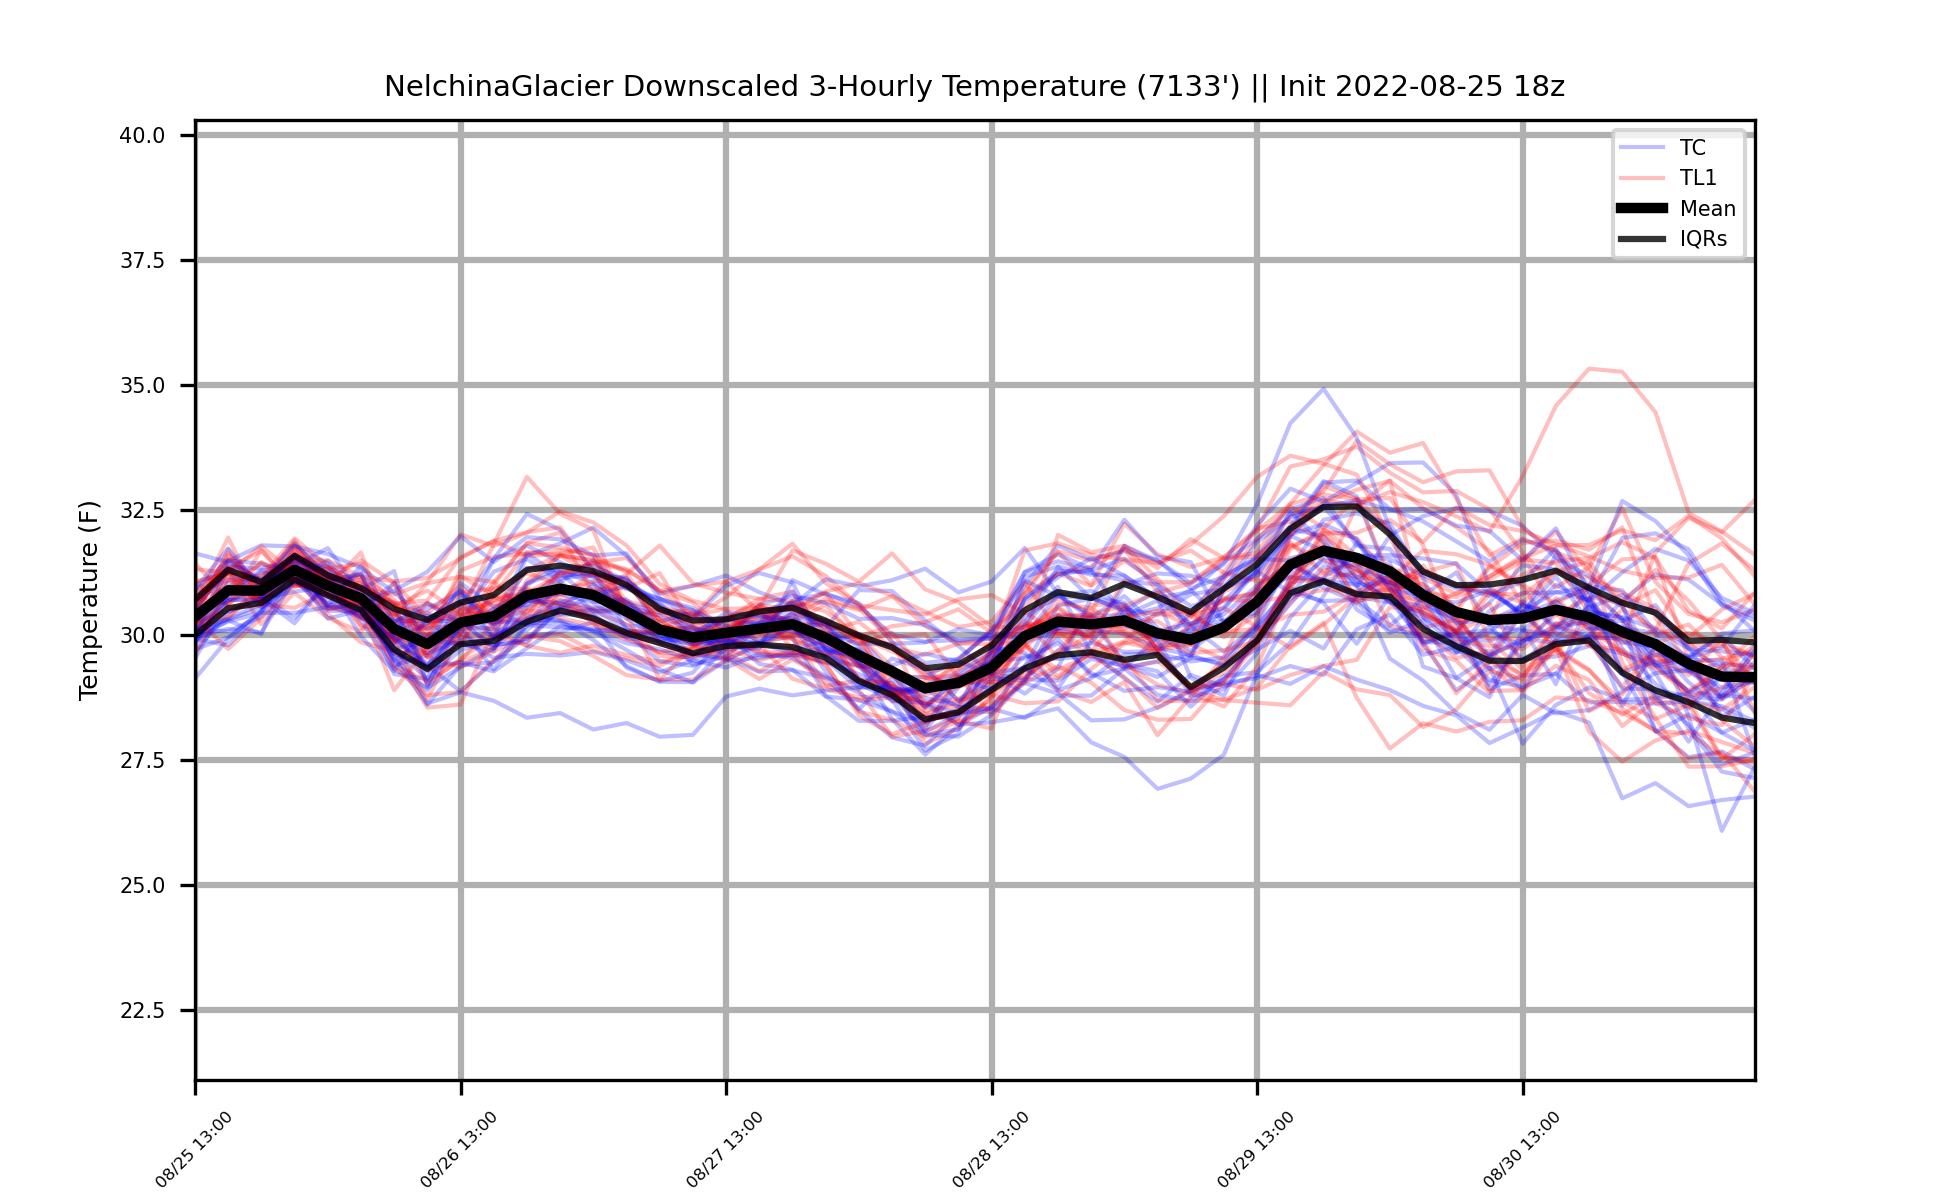 NelchinaGlacier Downscaled 3-Hourly Temperature (7133') || Init 2022-08-25 18z
TC
TL1
Mean
IQRs
Temperature (F)
40.0
37.5
35.0
32.5
30.0
27.5
25.0
22.5
08/25 13:00
08/26 13:00
08/27 13:00
08/28 13:00
08/29 13:00
08/30 13:00